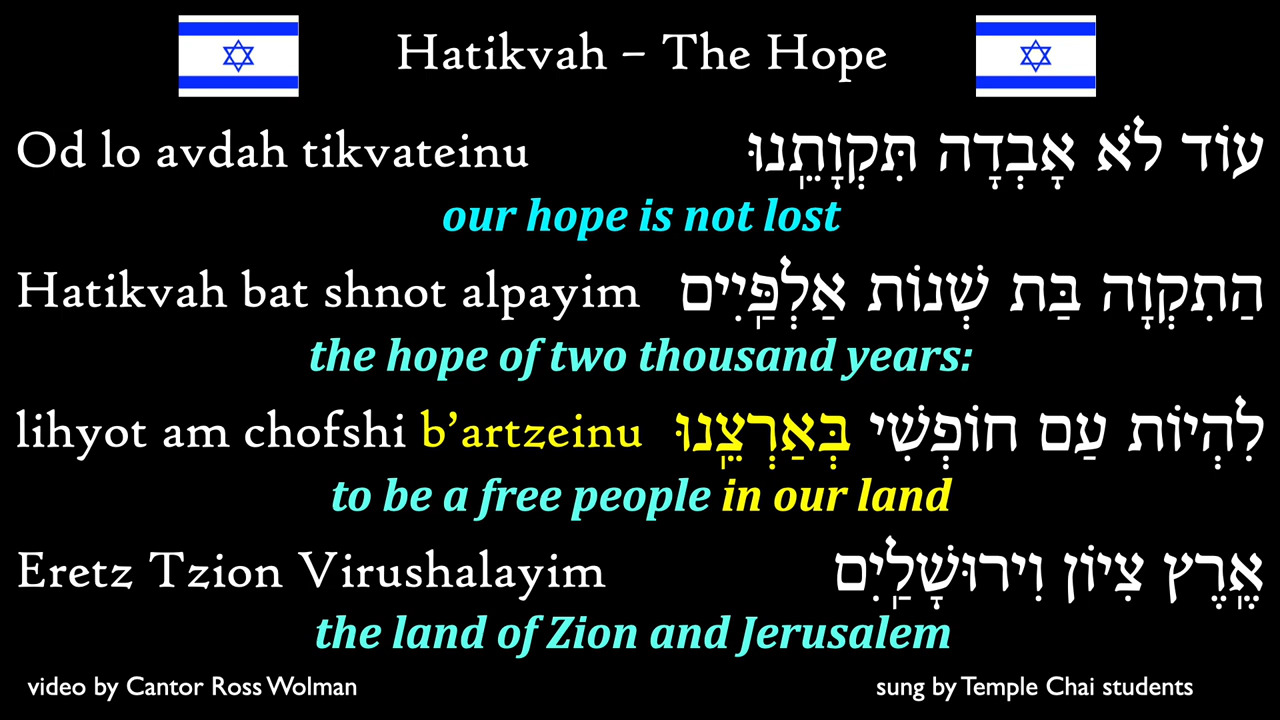 Hatikvah – The Hope
Od lo avdah tikvateinu עוֹד לֹא אָבְדָה תִּקְוָתֵֽנוּ
our hope is not lost
Hatikvah bat shnot alpayim הַתִקְוָה בַּת שְׁנוֹת אַלְפַּֽיִים
the hope of two thousand years:
lihyot am chofshi b’artzeinu לִהְיוֹת עַם חוֹפְשִׁי בְּאַרְצֵֽנוּ
to be a free people in our land
Eretz Tzion Virushalayim אֶֽרֶץ צִיוֹן וִירוּשָׁלַֽיִם
the land of Zion and Jerusalem
video by Cantor Ross Wolman sung by Temple Chai students